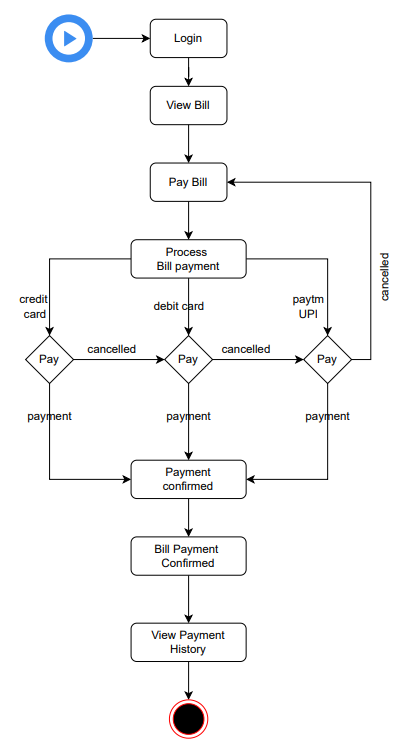 Login
View Bill
Pay Bill
Process
Bill payment
cancelled
credit
card
debit card
paytm
UPI
Pay
cancelled
Pay
cancelled
Pay
payment
payment
payment
Payment
confirmed
Bill Payment
Confirmed
View Payment
History